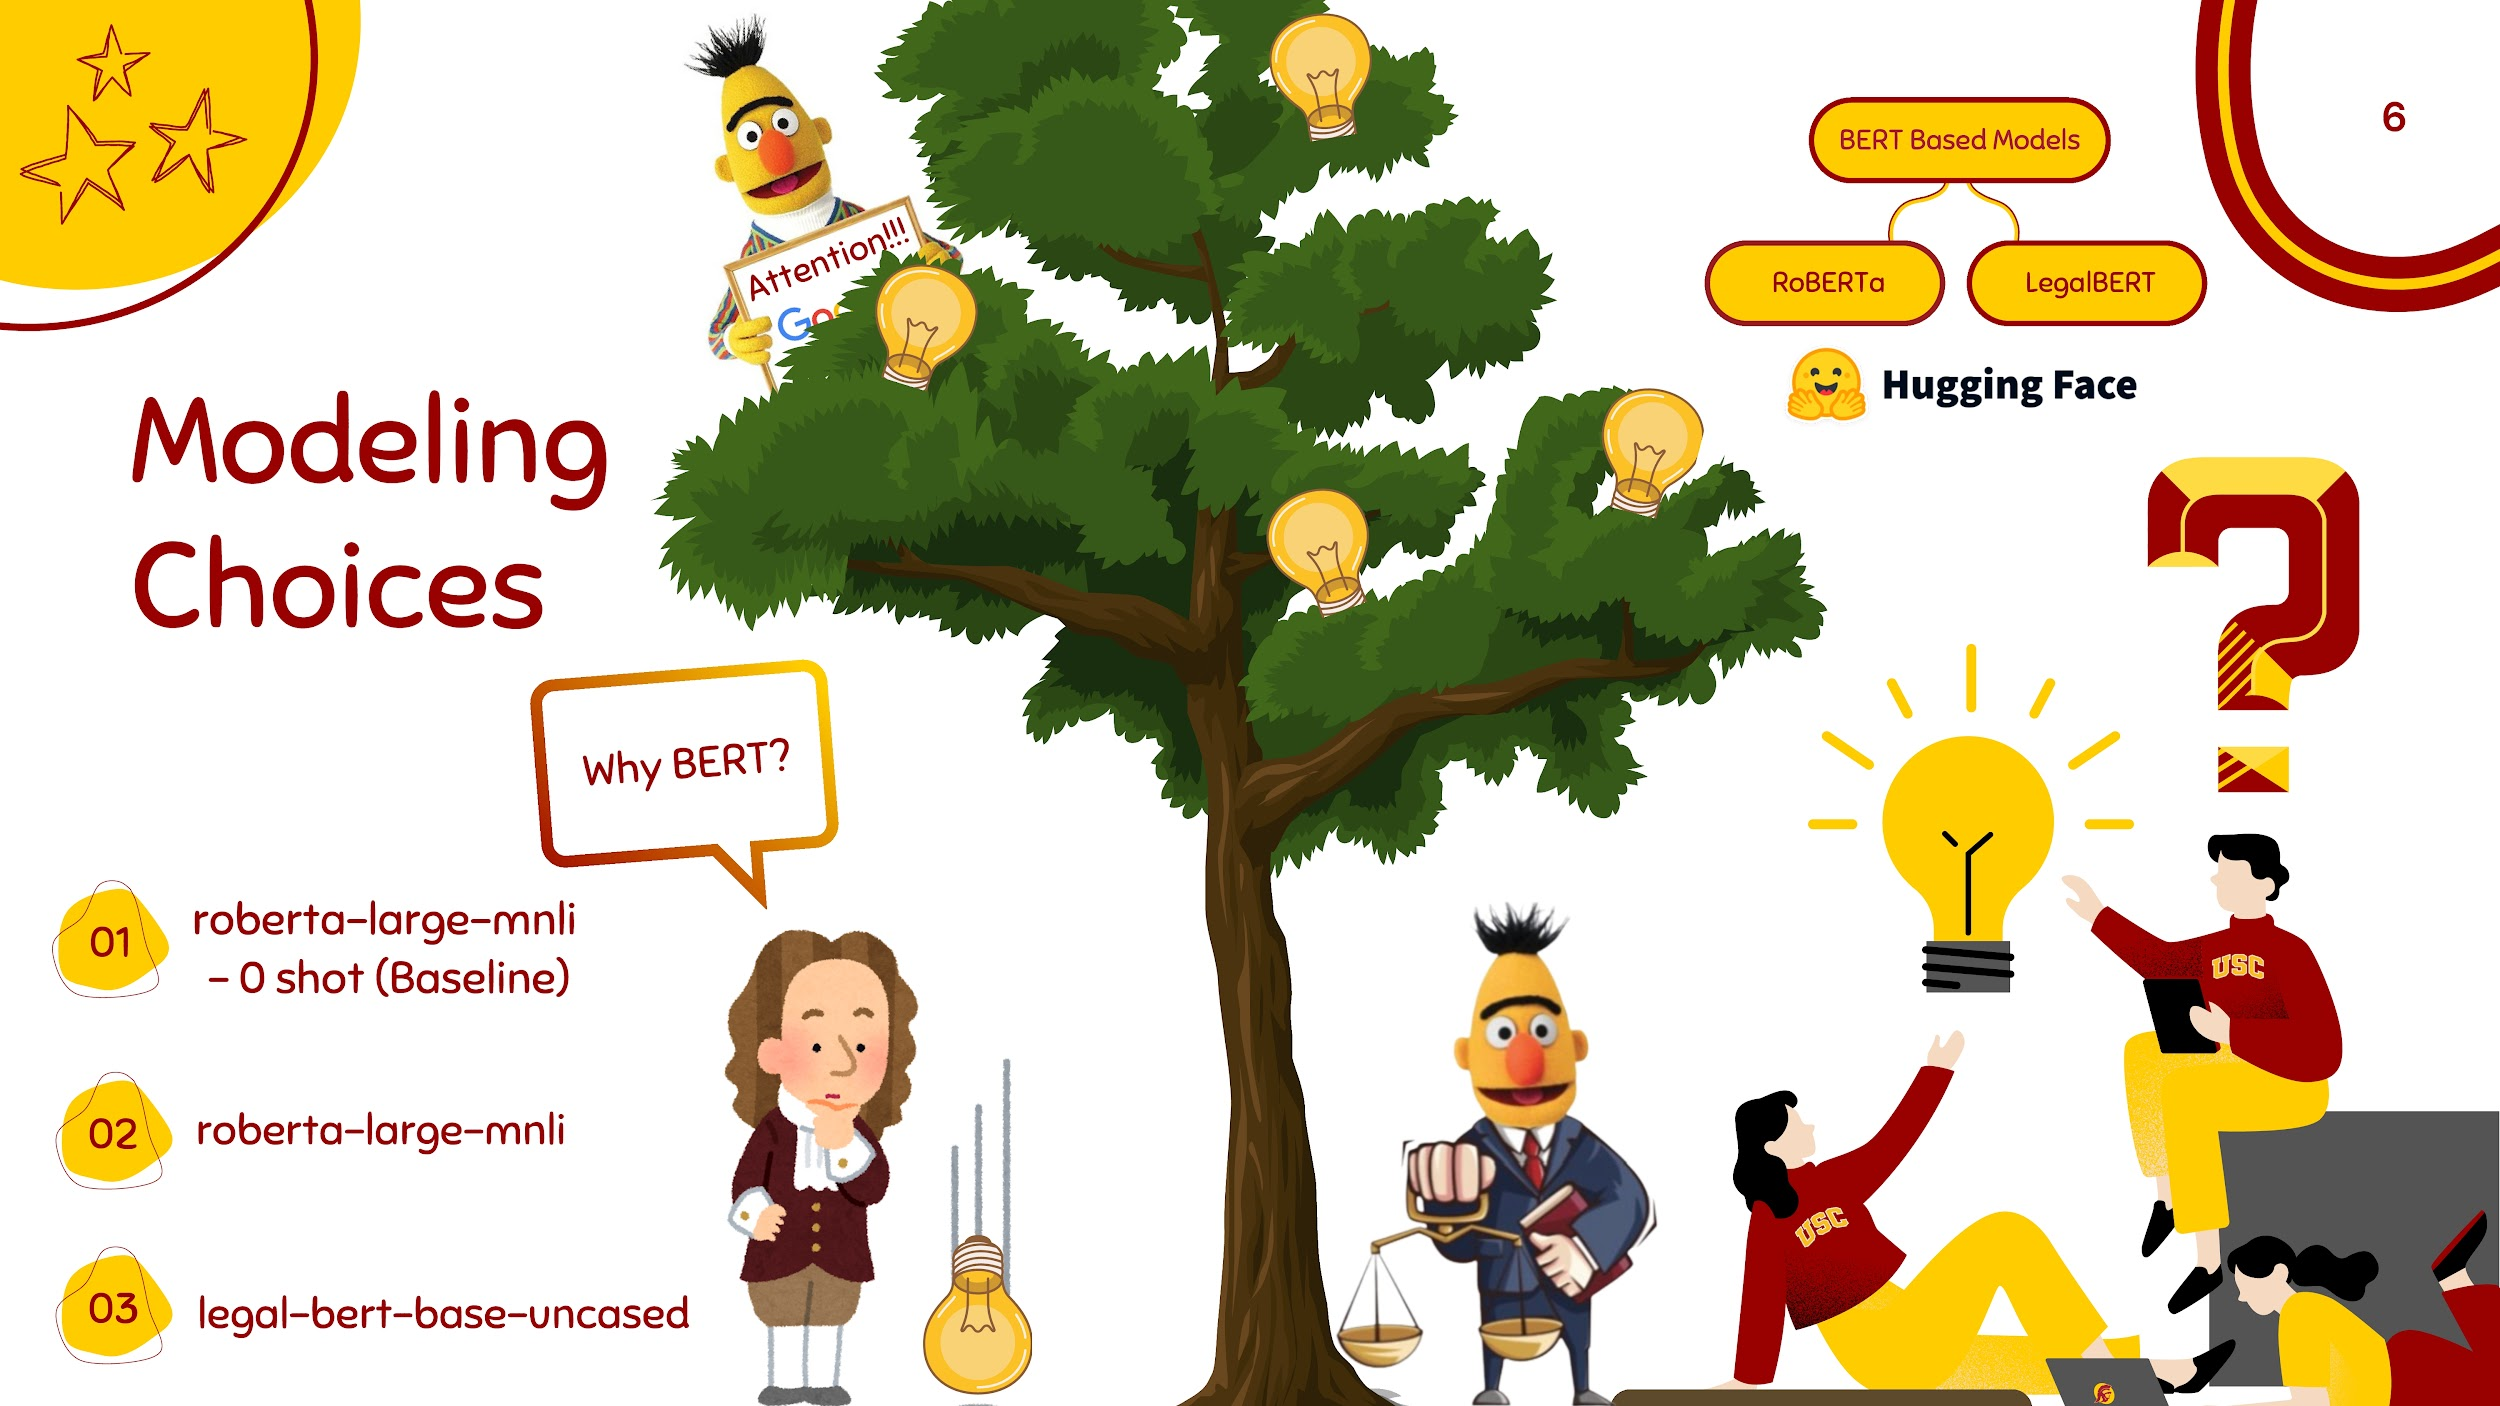 6
BERT Based Models
RoBERTa
LegalBERT
Hugging Face
Attention!!!
Modeling
Choices
Why BERT?
01
roberta-large-mnli
- 0 shot (Baseline)
02
roberta-large-mnli
03
legal-bert-base-uncased
USC
USC